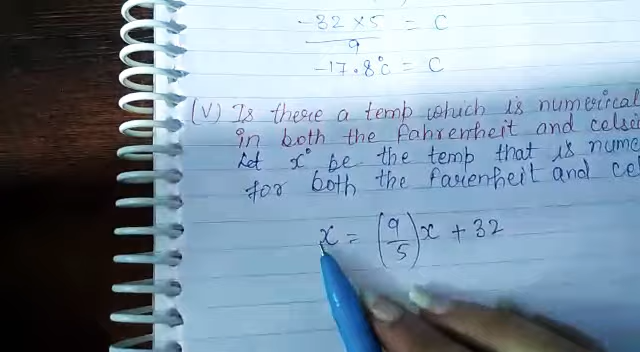 -32 × 5 = C
9
-17.8°C = C
(V) Is there a temp which is numerical
in both the fahrenheit and celsi
Let x° be the temp that is nume
for both the farenheit and ce
x = (9/5)x + 32